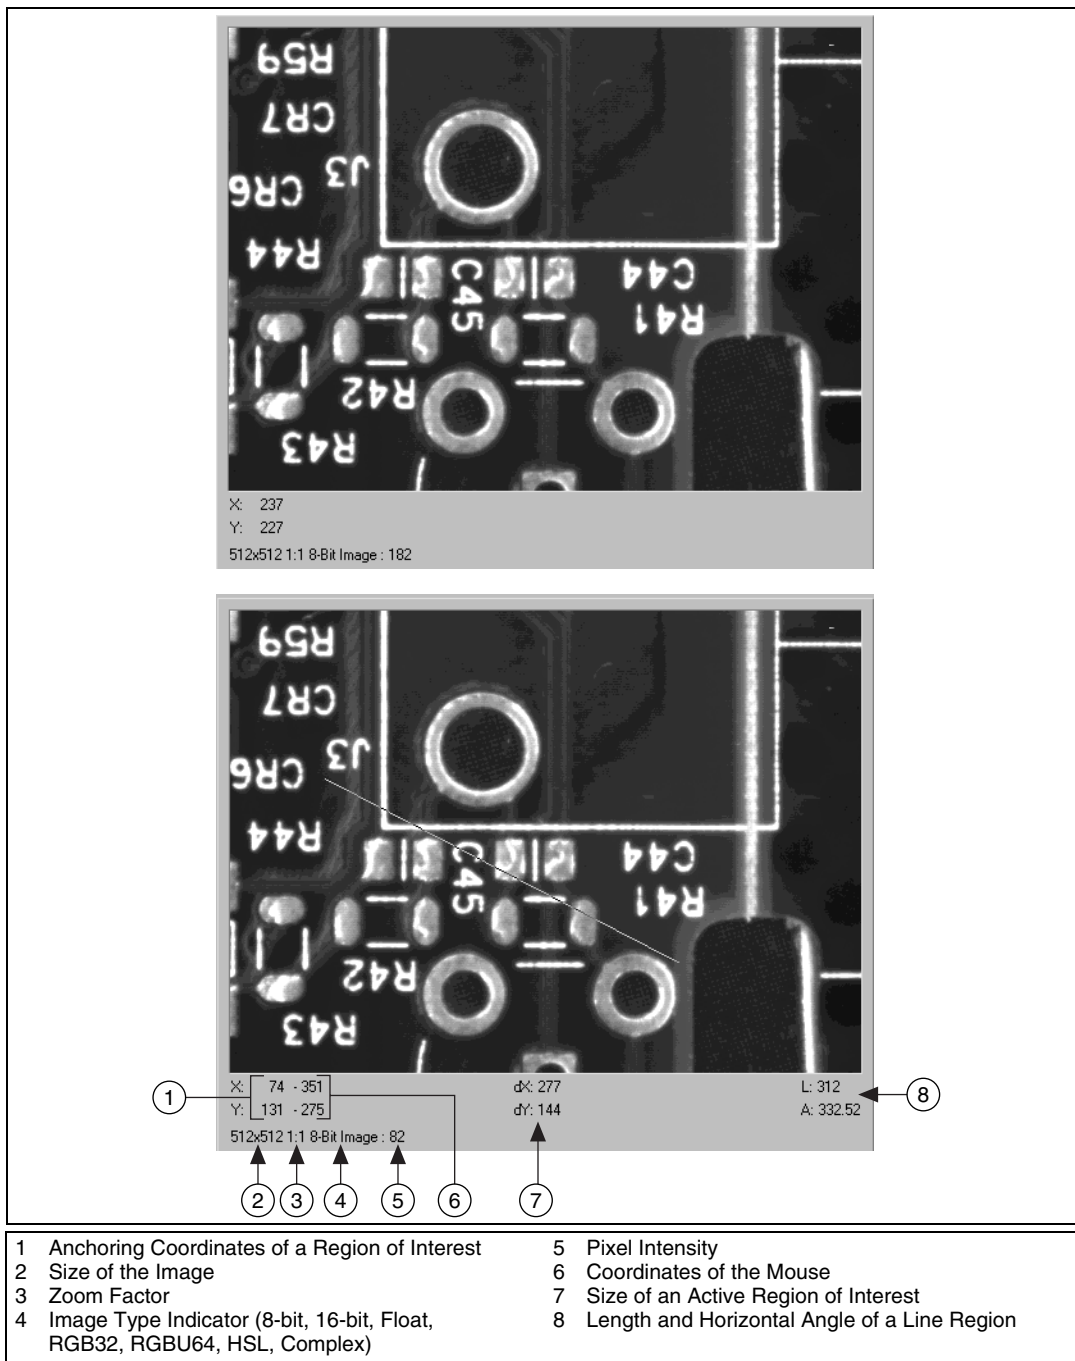 R59
CR7
J3
CR6
R44
C45
C44
R41
R42
R43
X: 237
Y: 227
512x512 1:1 8-Bit Image : 182
R59
CR7
J3
CR6
R44
C45
C44
R41
R42
R43
X: 74 - 351 dX: 277 L: 312
1 8
Y: 131 - 275 dY: 144 A: 332.52
512x512 1:1 8-Bit Image : 82
2 3 4 5 6 7
1 Anchoring Coordinates of a Region of Interest
2 Size of the Image
3 Zoom Factor
4 Image Type Indicator (8-bit, 16-bit, Float,
RGB32, RGBU64, HSL, Complex)
5 Pixel Intensity
6 Coordinates of the Mouse
7 Size of an Active Region of Interest
8 Length and Horizontal Angle of a Line Region